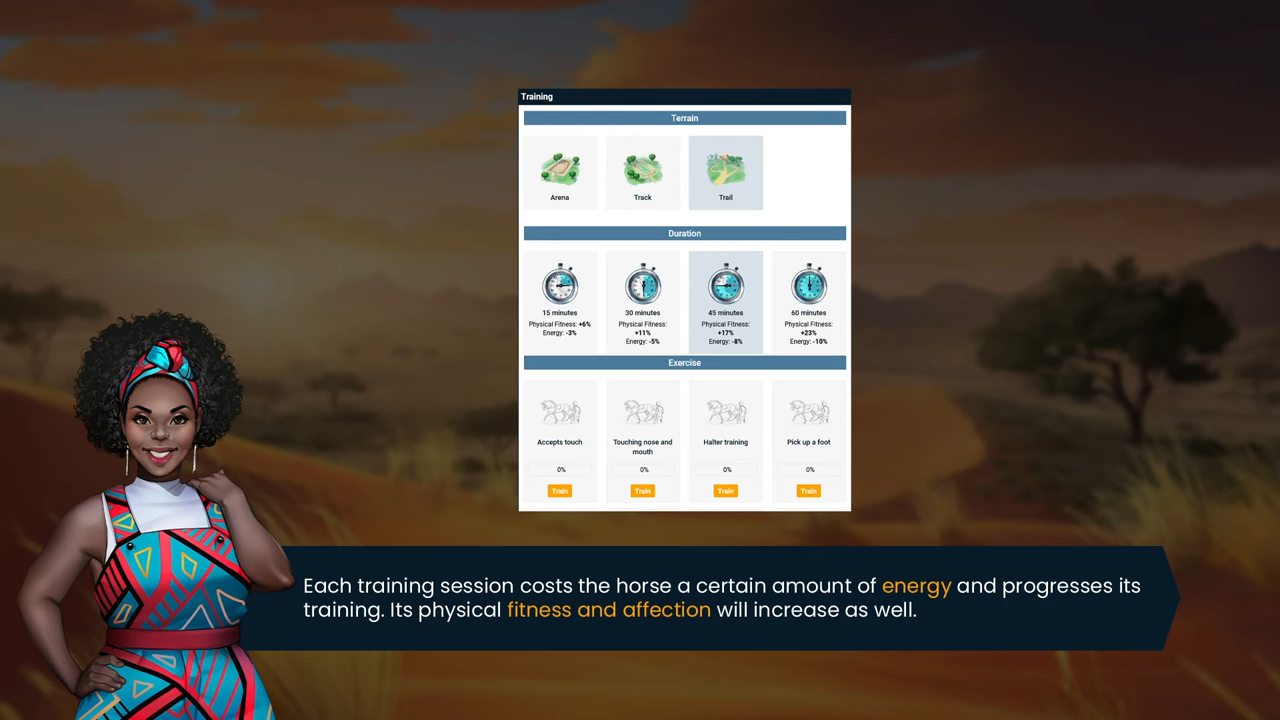 Training
Terrain
Arena
Track
Trail
Duration
15 minutes
Physical Fitness: +6%
Energy: -3%
30 minutes
Physical Fitness:
+11%
Energy: -5%
45 minutes
Physical Fitness:
+17%
Energy: -8%
60 minutes
Physical Fitness:
+23%
Energy: -10%
Exercise
Accepts touch
0%
Train
Touching nose and
mouth
0%
Train
Halter training
0%
Train
Pick up a foot
0%
Train
Each training session costs the horse a certain amount of energy and progresses its
training. Its physical fitness and affection will increase as well.